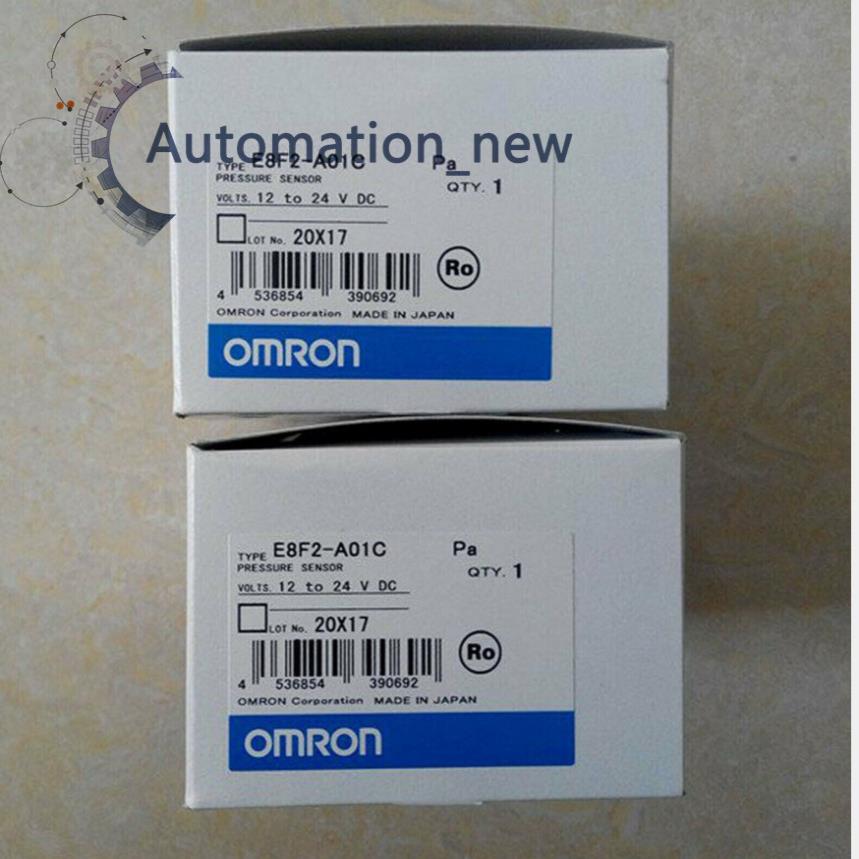 Automation_new
TYPE E8F2-A01C Pa
PRESSURE SENSOR
QTY. 1
VOLTS. 12 to 24 V DC
LOT No. 20X17
Ro
4 536854 390692
OMRON Corporation MADE IN JAPAN
OMRON
TYPE E8F2-A01C Pa
PRESSURE SENSOR
QTY. 1
VOLTS. 12 to 24 V DC
LOT No. 20X17
Ro
4 536854 390692
OMRON Corporation MADE IN JAPAN
OMRON